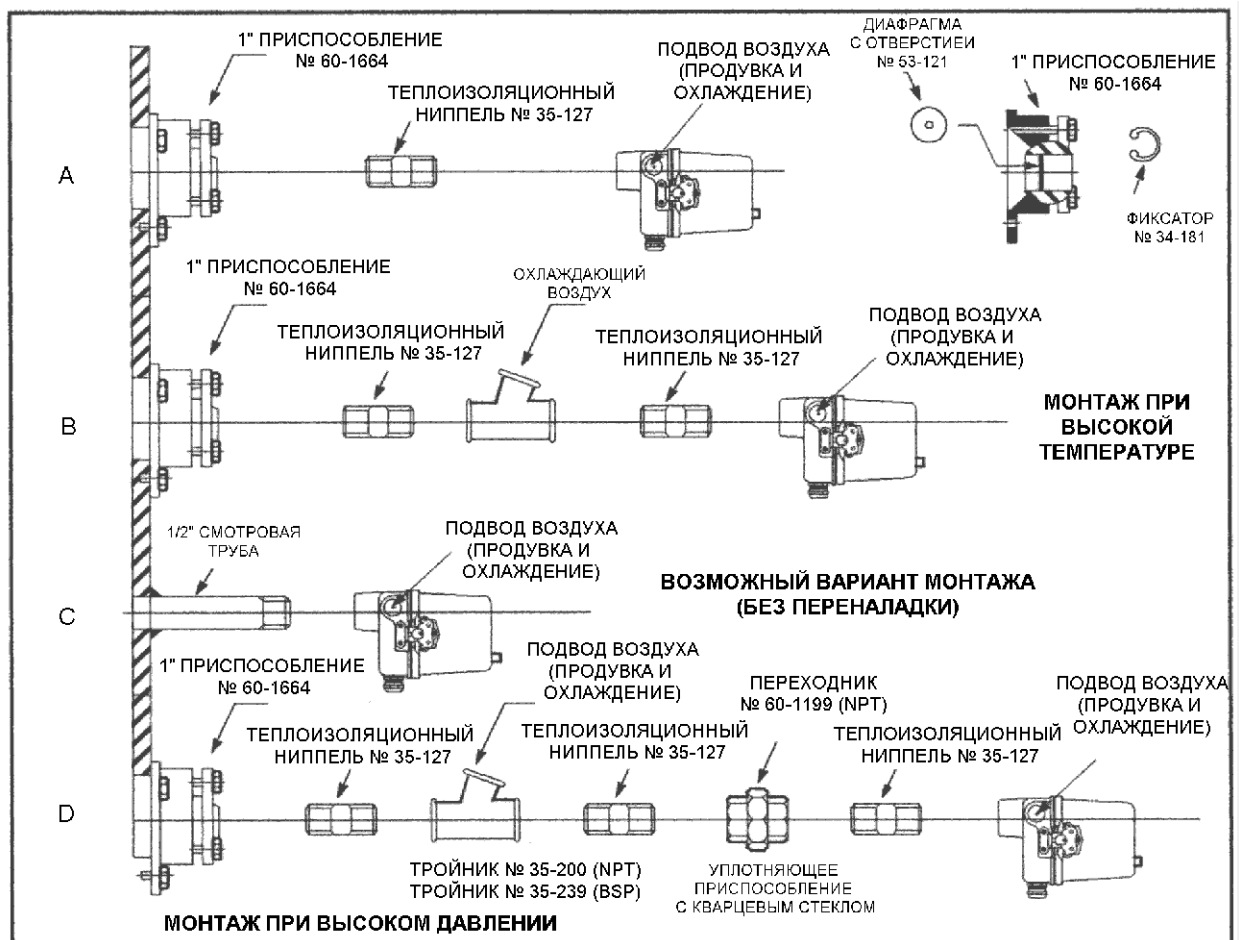 1" ПРИСПОСОБЛЕНИЕ
№ 60-1664
ТЕПЛОИЗОЛЯЦИОННЫЙ
НИППЕЛЬ № 35-127
ПОДВОД ВОЗДУХА
(ПРОДУВКА И
ОХЛАЖДЕНИЕ)
ДИАФРАГМА
С ОТВЕРСТИЕИ
№ 53-121
1" ПРИСПОСОБЛЕНИЕ
№ 60-1664
ФИКСАТОР
№ 34-181
A
1" ПРИСПОСОБЛЕНИЕ
№ 60-1664
ТЕПЛОИЗОЛЯЦИОННЫЙ
НИППЕЛЬ № 35-127
ОХЛАЖДАЮЩИЙ
ВОЗДУХ
ТЕПЛОИЗОЛЯЦИОННЫЙ
НИППЕЛЬ № 35-127
ПОДВОД ВОЗДУХА
(ПРОДУВКА И
ОХЛАЖДЕНИЕ)
B
МОНТАЖ ПРИ
ВЫСОКОЙ
ТЕМПЕРАТУРЕ
1/2" СМОТРОВАЯ
ТРУБА
ПОДВОД ВОЗДУХА
(ПРОДУВКА И
ОХЛАЖДЕНИЕ)
ВОЗМОЖНЫЙ ВАРИАНТ МОНТАЖА
(БЕЗ ПЕРЕНАЛАДКИ)
C
1" ПРИСПОСОБЛЕНИЕ
№ 60-1664
ТЕПЛОИЗОЛЯЦИОННЫЙ
НИППЕЛЬ № 35-127
ПОДВОД ВОЗДУХА
(ПРОДУВКА И
ОХЛАЖДЕНИЕ)
ТЕПЛОИЗОЛЯЦИОННЫЙ
НИППЕЛЬ № 35-127
ПЕРЕХОДНИК
№ 60-1199 (NPT)
ТЕПЛОИЗОЛЯЦИОННЫЙ
НИППЕЛЬ № 35-127
ПОДВОД ВОЗДУХА
(ПРОДУВКА И
ОХЛАЖДЕНИЕ)
D
ТРОЙНИК № 35-200 (NPT)
ТРОЙНИК № 35-239 (BSP)
УПЛОТНЯЮЩЕЕ
ПРИСПОСОБЛЕНИЕ
С КВАРЦЕВЫМ СТЕКЛОМ
МОНТАЖ ПРИ ВЫСОКОМ ДАВЛЕНИИ